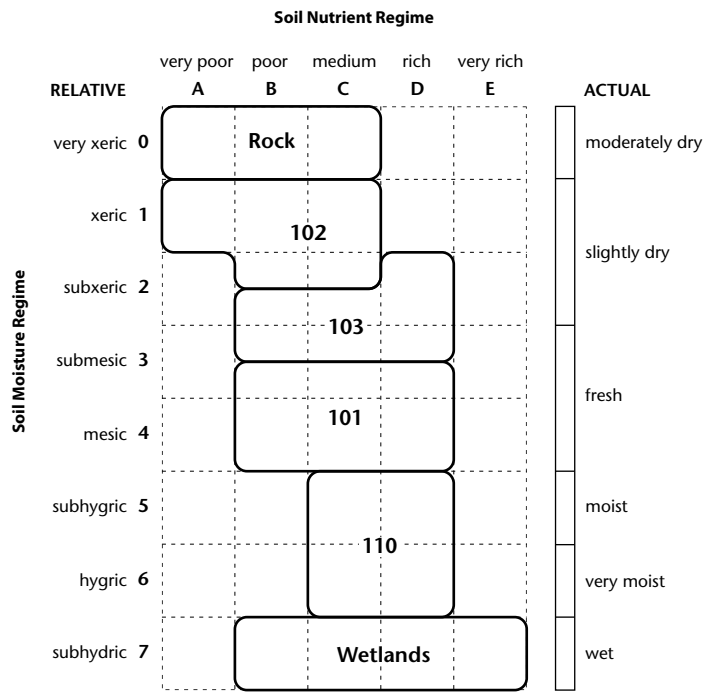 Soil Nutrient Regime
very poor poor medium rich very rich
RELATIVE A B C D E ACTUAL
very xeric 0 Rock moderately dry
xeric 1
102
slightly dry
subxeric 2
103
submesic 3
fresh
101
mesic 4
subhygric 5 moist
110
hygric 6 very moist
subhydric 7 Wetlands wet
Soil Moisture Regime